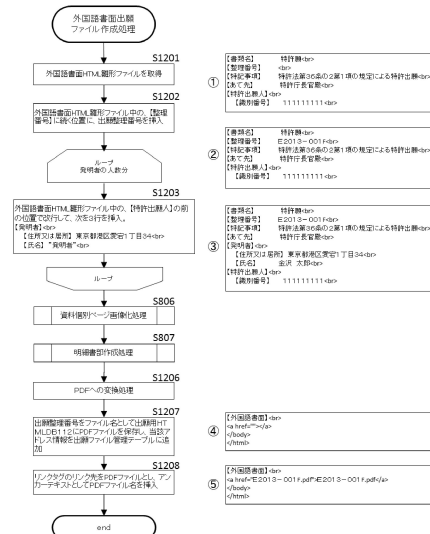 外国語書面出願
ファイル作成処理
S1201
外国語書面HTML雛形ファイルを取得
S1202
外国語書面HTML雛形ファイル中の、【整理
番号】に続く位置に、出願整理番号を挿入
ループ
発明者の人数分
S1203
外国語書面HTML雛形ファイル中の、【特許出願人】の前
の位置で改行して、次を3行を挿入。
【発明者】<br>
【住所又は居所】東京都港区愛宕1丁目34<br>
【氏名】"発明者"<br>
ループ
S806
資料個別ページ画像化処理
S807
明細書部作成処理
S1206
PDFへの変換処理
S1207
出願整理番号をファイル名として出願用HT
MLDB112にPDFファイルを保存し、当該ア
ドレス情報を出願ファイル管理テーブルに追
加
S1208
リンクタグのリンク先をPDFファイルとし、アン
カーテキストとしてPDFファイル名を挿入
end
①
【書類名】 特許願<br>
【整理番号】 <br>
【特記事項】 特許法第36条の2第1項の規定による特許出願<br>
【あて先】 特許庁長官殿<br>
【特許出願人】<br>
【識別番号】 111111111<br>
②
【書類名】 特許願<br>
【整理番号】 E2013-001f<br>
【特記事項】 特許法第36条の2第1項の規定による特許出願<br>
【あて先】 特許庁長官殿<br>
【特許出願人】<br>
【識別番号】 111111111<br>
③
【書類名】 特許願<br>
【整理番号】 E2013-001f<br>
【特記事項】 特許法第36条の2第1項の規定による特許出願<br>
【あて先】 特許庁長官殿<br>
【発明者】<br>
【住所又は居所】 東京都港区愛宕1丁目34<br>
【氏名】 金沢 太郎<br>
【特許出願人】<br>
【識別番号】 111111111<br>
④
【外国語書面】<br>
<a href=""></a>
</body>
</html>
⑤
【外国語書面】<br>
<a href="E2013-001f.pdf">E2013-001f.pdf</a>
</body>
</html>